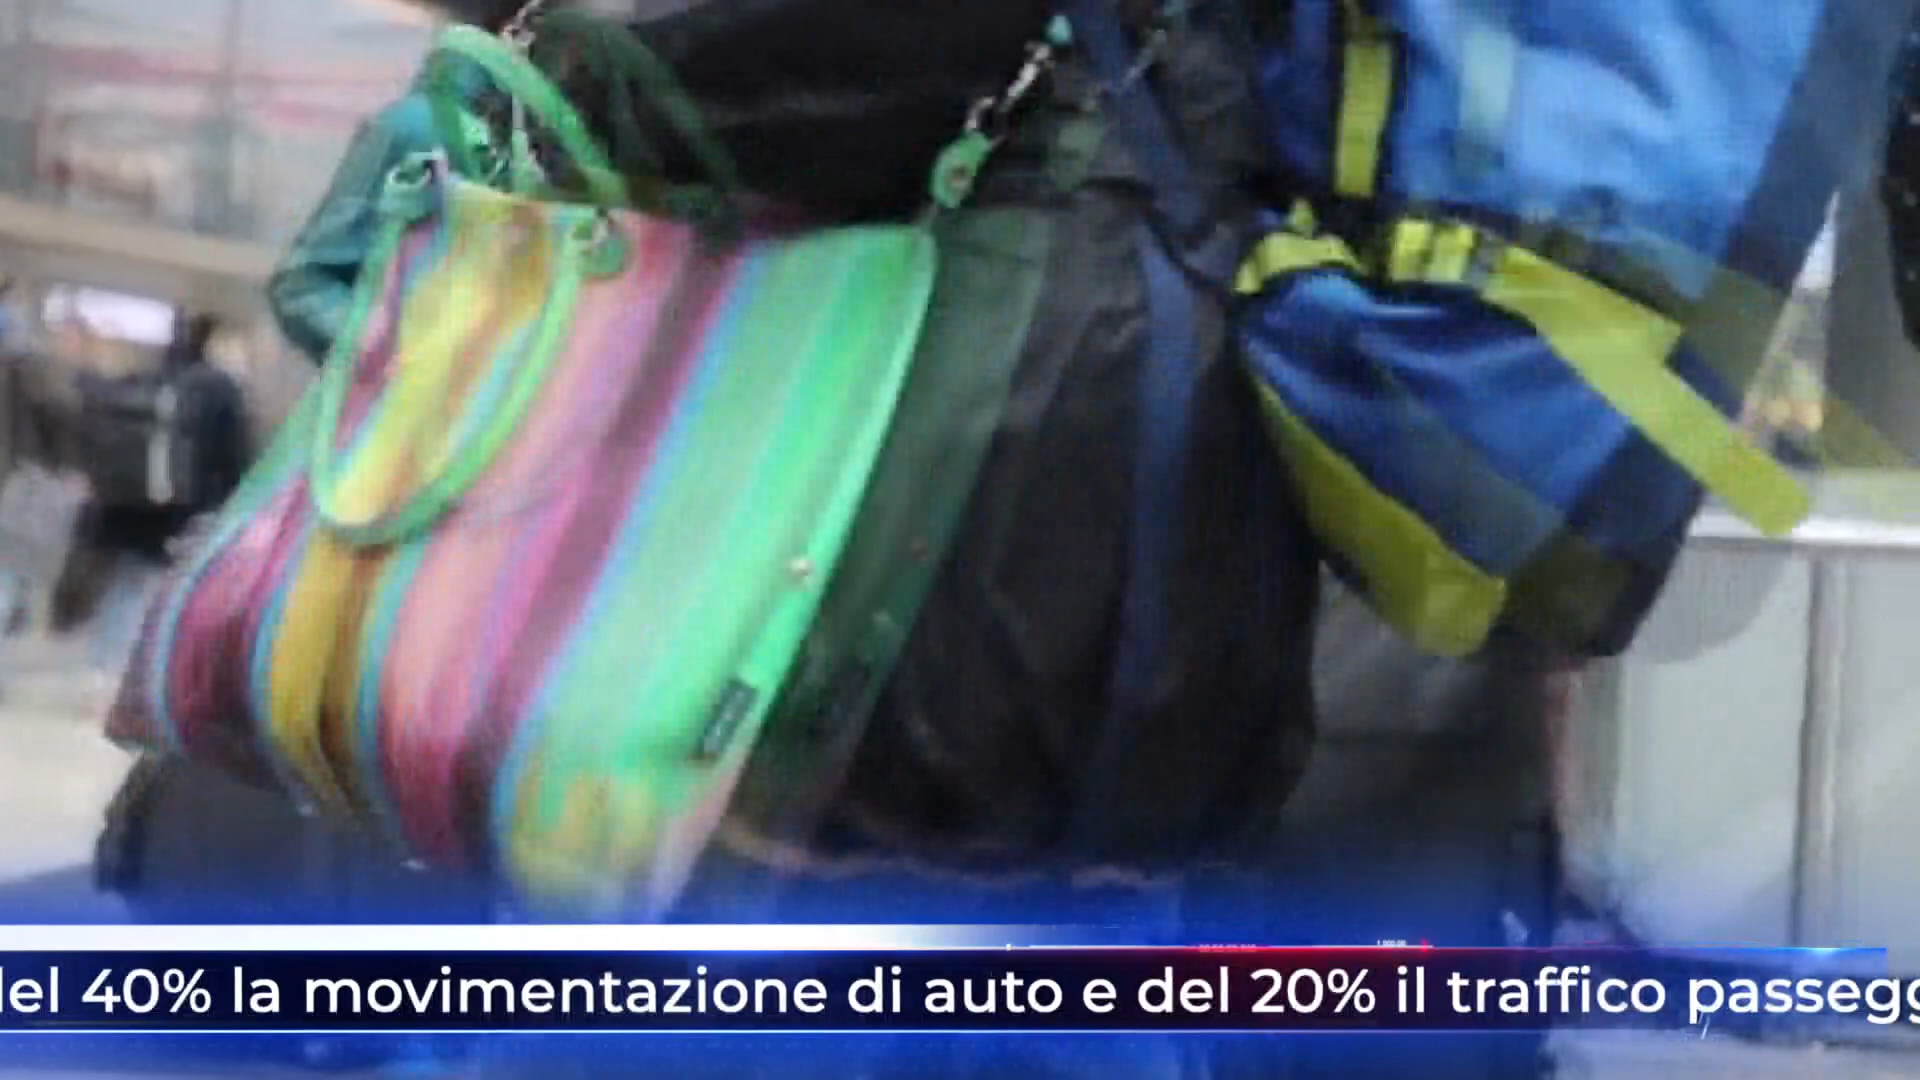 del 40% la movimentazione di auto e del 20% il traffico passegg